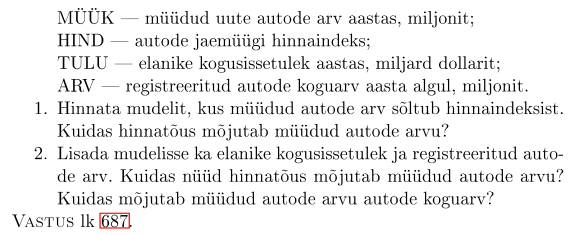 MÜÜK — müüdud uute autode arv aastas, miljonit;
HIND — autode jaemüügi hinnaindeks;
TULU — elanike kogusissetulek aastas, miljard dollarit;
ARV — registreeritud autode koguarv aasta algul, miljonit.
1. Hinnata mudelit, kus müüdud autode arv sõltub hinnaindeksist.
Kuidas hinnatõus mõjutab müüdud autode arvu?
2. Lisada mudelisse ka elanike kogusissetulek ja registreeritud auto-
de arv. Kuidas nüüd hinnatõus mõjutab müüdud autode arvu?
Kuidas mõjutab müüdud autode arvu autode koguarv?
VASTUS lk 687.